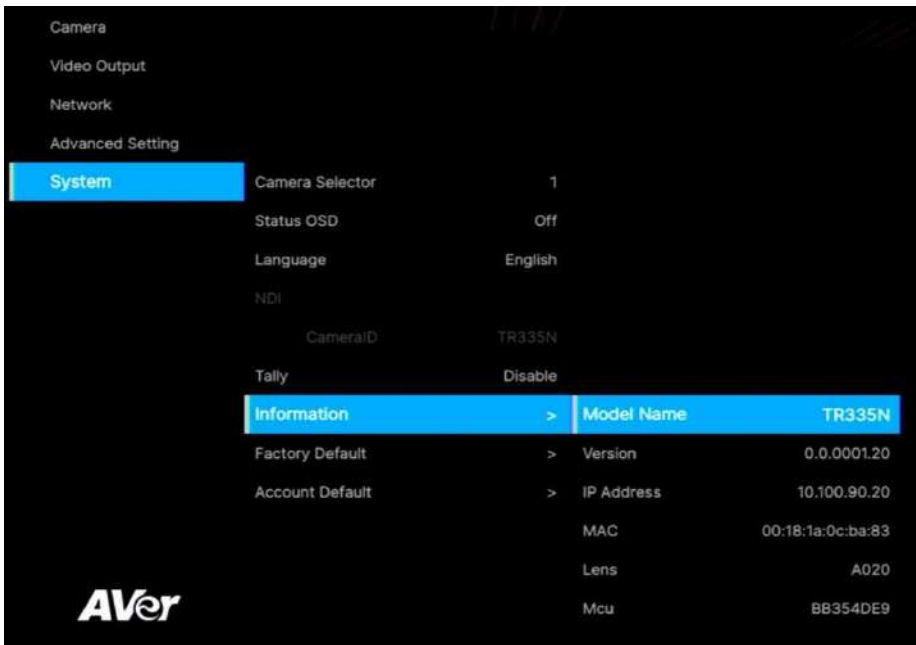 Camera
Video Output
Network
Advanced Setting
System
Camera Selector 1
Status OSD Off
Language English
NDI
CameraID TR335N
Tally Disable
Information > Model Name TR335N
Factory Default > Version 0.0.0001.20
Account Default > IP Address 10.100.90.20
MAC 00:18:1a:0c:ba:83
Lens A020
Mcu BB354DE9
AVer